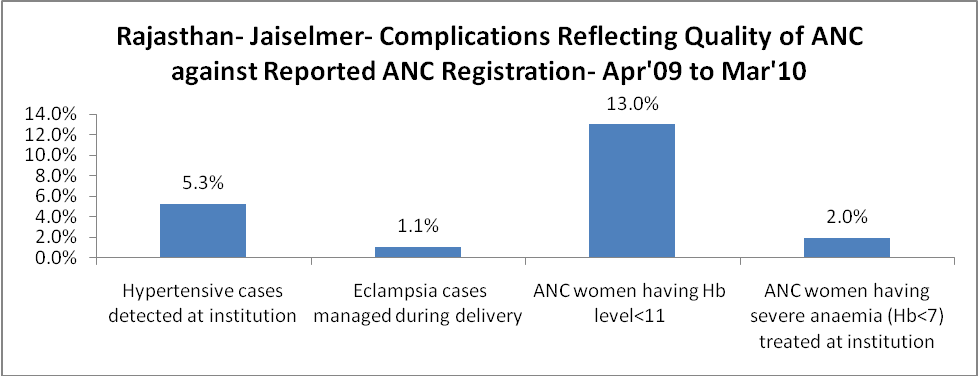 Rajasthan- Jaiselmer- Complications Reflecting Quality of ANC
against Reported ANC Registration- Apr'09 to Mar'10
14.0%
12.0%
10.0%
8.0%
6.0%
4.0%
2.0%
0.0%
5.3%
1.1%
13.0%
2.0%
Hypertensive cases
detected at institution
Eclampsia cases
managed during delivery
ANC women having Hb
level<11
ANC women having
severe anaemia (Hb<7)
treated at institution